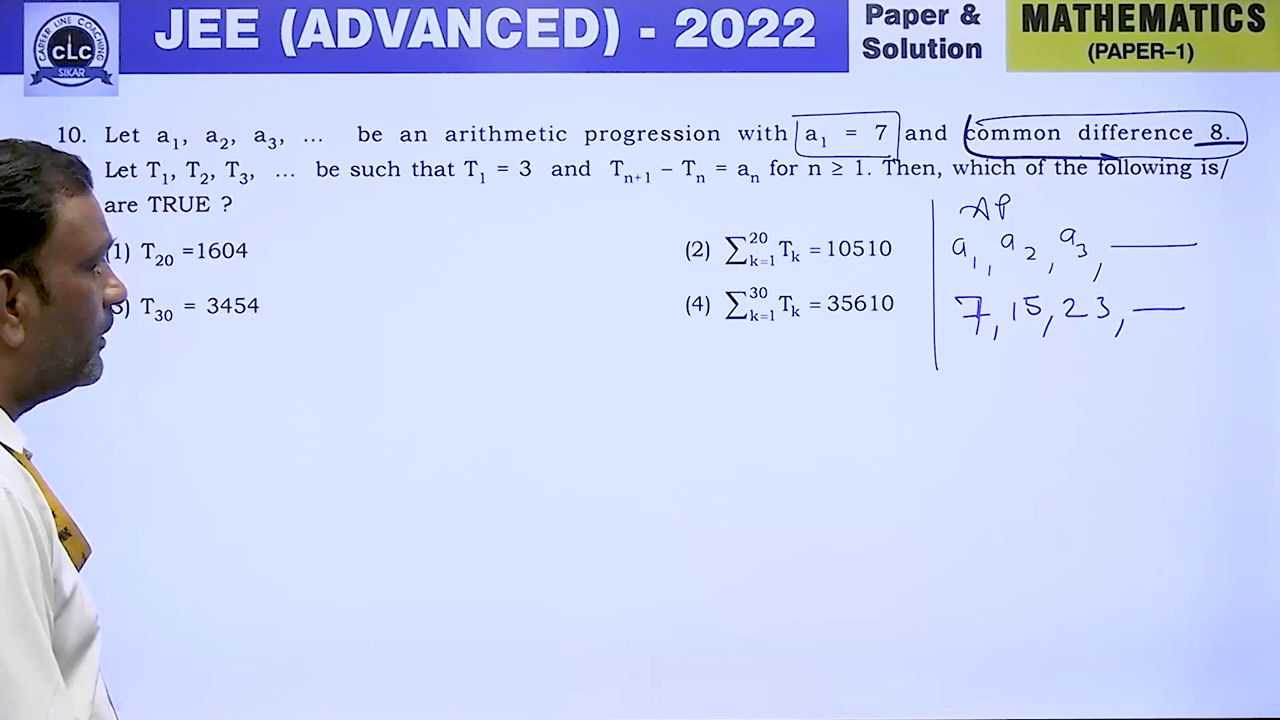 CAREER LINE COACHING
CLC
SIKAR
JEE (ADVANCED) - 2022
Paper &
Solution
MATHEMATICS
(PAPER–1)
10. Let a₁, a₂, a₃, ... be an arithmetic progression with a₁ = 7 and common difference 8.
Let T₁, T₂, T₃, ... be such that T₁ = 3 and Tₙ₊₁ – Tₙ = aₙ for n ≥ 1. Then, which of the following is/
are TRUE ?
1) T₂₀ =1604
(2) ∑²⁰ₖ₌₁ Tₖ = 10510
3) T₃₀ = 3454
(4) ∑³⁰ₖ₌₁ Tₖ = 35610
AP
a₁, a₂, a₃, —
7, 15, 23, —